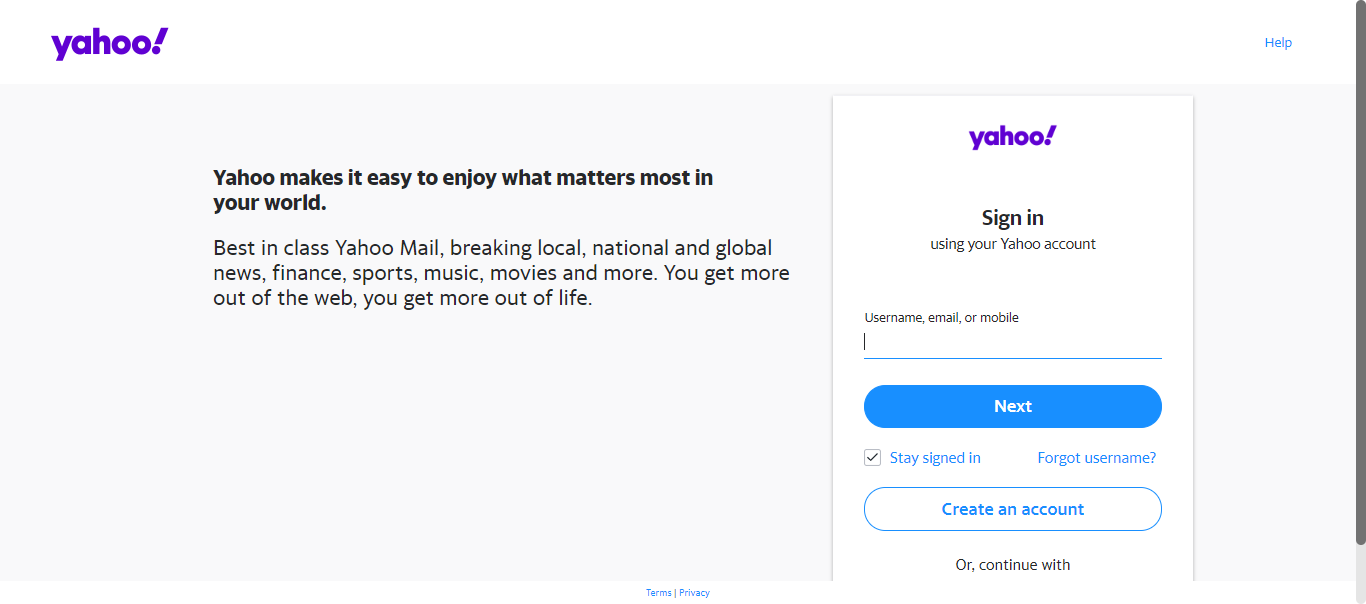 yahoo!
Help
Yahoo makes it easy to enjoy what matters most in
your world.
Best in class Yahoo Mail, breaking local, national and global
news, finance, sports, music, movies and more. You get more
out of the web, you get more out of life.
yahoo!
Sign in
using your Yahoo account
Username, email, or mobile
Next
Stay signed in
Forgot username?
Create an account
Or, continue with
Terms | Privacy